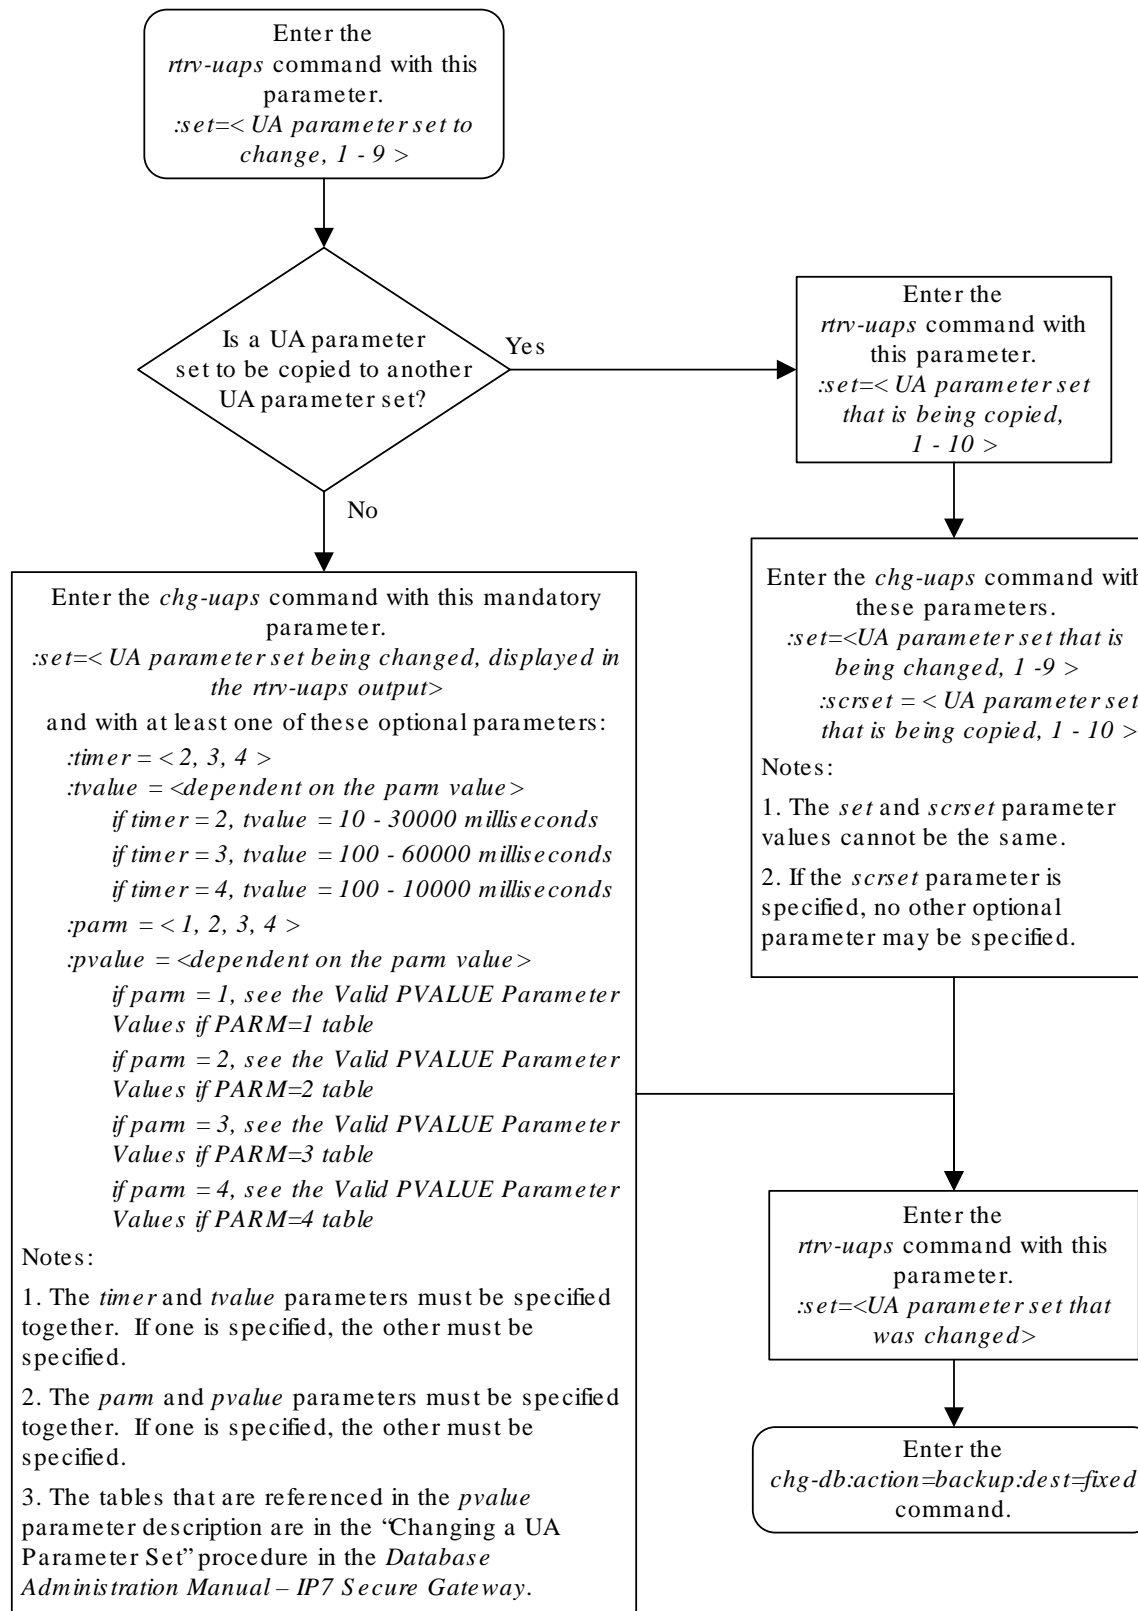 Enter the
rtrv-uaps command with this
parameter.
:set=< UA parameter set to
change, 1 - 9 >
Is a UA parameter
set to be copied to another
UA parameter set?
Yes
No
Enter the
rtrv-uaps command with
this parameter.
:set=< UA parameter set
that is being copied,
1 - 10 >
Enter the chg-uaps command with
these parameters.
:set=<UA parameter set that is
being changed, 1 -9 >
:scrset = < UA parameter set
that is being copied, 1 - 10 >
Notes:
1. The set and scrset parameter
values cannot be the same.
2. If the scrset parameter is
specified, no other optional
parameter may be specified.
Enter the chg-uaps command with this mandatory
parameter.
:set=< UA parameter set being changed, displayed in
the rtrv-uaps output>
and with at least one of these optional parameters:
:timer = < 2, 3, 4 >
:tvalue = <dependent on the parm value>
if timer = 2, tvalue = 10 - 30000 milliseconds
if timer = 3, tvalue = 100 - 60000 milliseconds
if timer = 4, tvalue = 100 - 10000 milliseconds
:parm = < 1, 2, 3, 4 >
:pvalue = <dependent on the parm value>
if parm = 1, see the Valid PVALUE Parameter
Values if PARM=1 table
if parm = 2, see the Valid PVALUE Parameter
Values if PARM=2 table
if parm = 3, see the Valid PVALUE Parameter
Values if PARM=3 table
if parm = 4, see the Valid PVALUE Parameter
Values if PARM=4 table
Notes:
1. The timer and tvalue parameters must be specified
together. If one is specified, the other must be
specified.
2. The parm and pvalue parameters must be specified
together. If one is specified, the other must be
specified.
3. The tables that are referenced in the pvalue
parameter description are in the “Changing a UA
Parameter Set” procedure in the Database
Administration Manual – IP7 Secure Gateway.
Enter the
rtrv-uaps command with this
parameter.
:set=<UA parameter set that
was changed>
Enter the
chg-db:action=backup:dest=fixed
command.